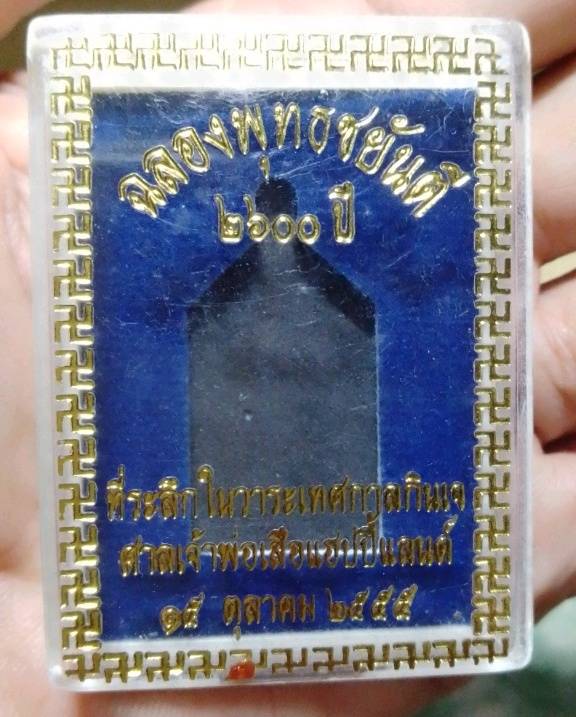 ฉลองพุทธชยันตี
๒๖๐๐ ปี
ที่ระลึกในวาระเทศกาลกินเจ
ศาลเจ้าพ่อเสือแฮปปี้แลนด์
๑๕ ตุลาคม ๒๕๕๕